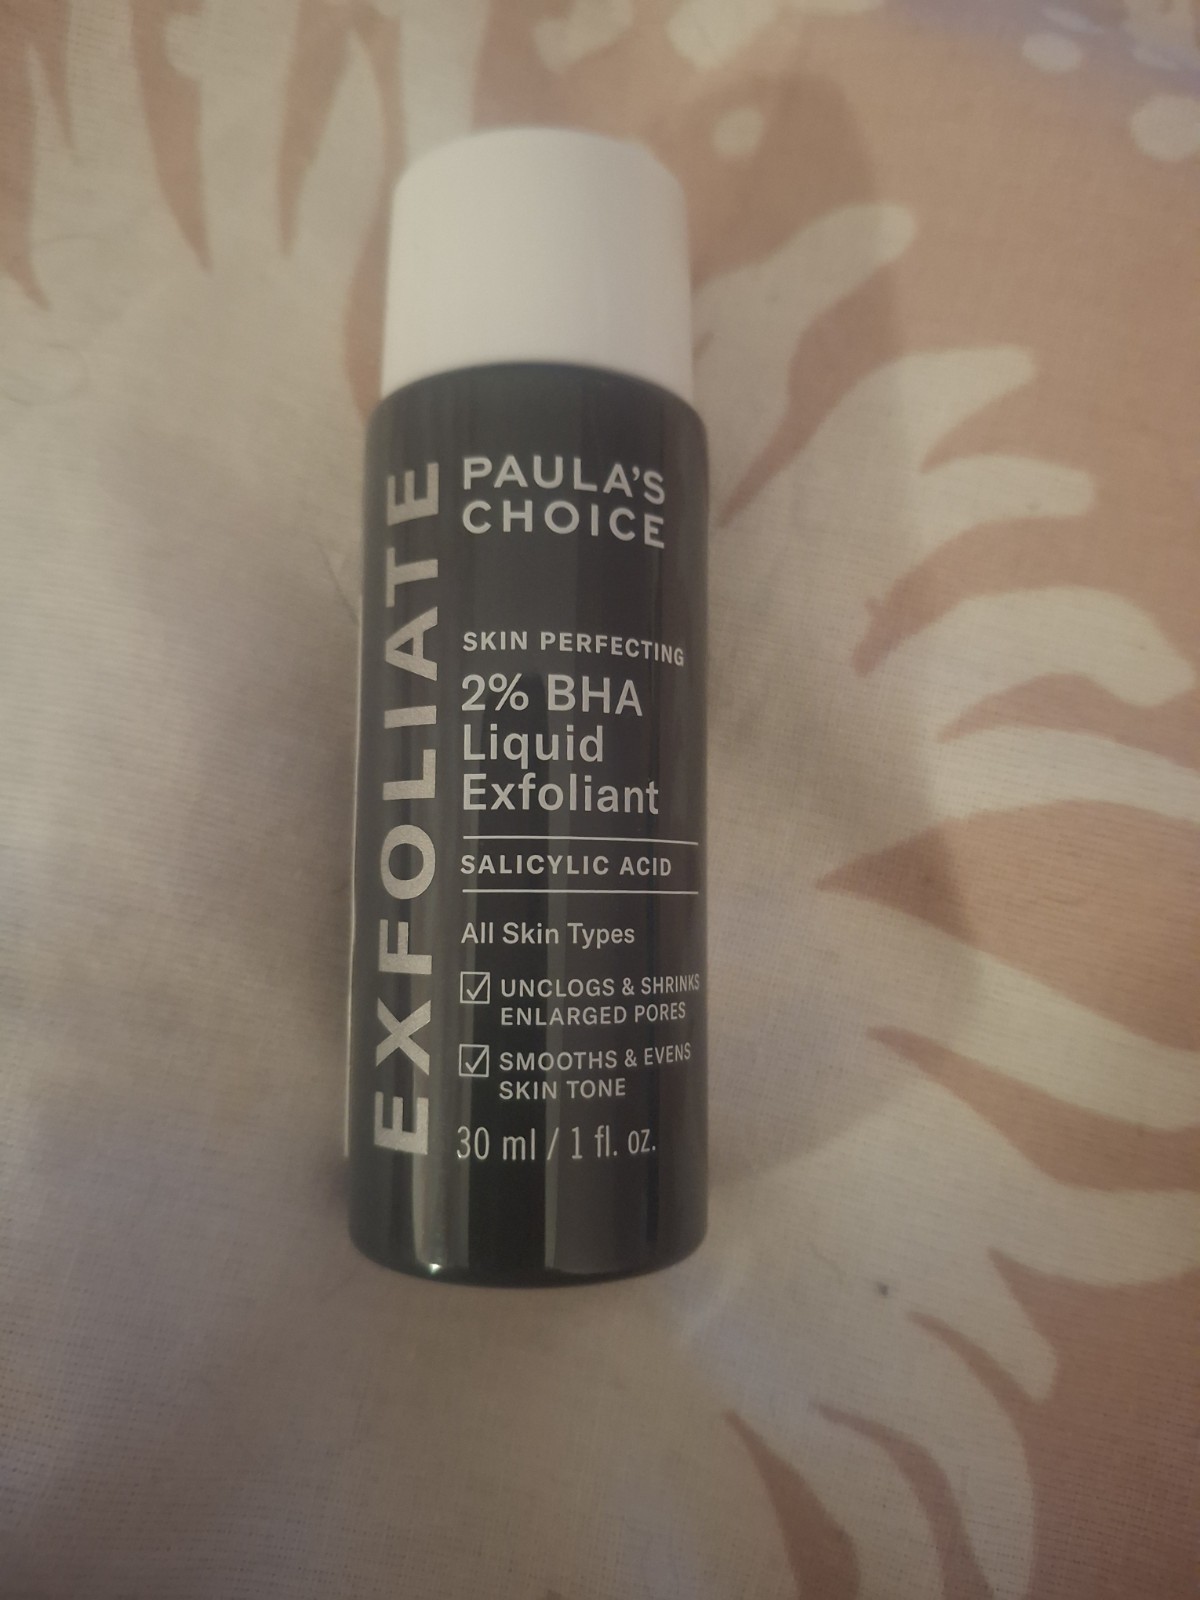 EXFOLIATE
PAULA'S
CHOICE
SKIN PERFECTING
2% BHA
Liquid
Exfoliant
SALICYLIC ACID
All Skin Types
UNCLOGS & SHRINKS
ENLARGED PORES
SMOOTHS & EVENS
SKIN TONE
30 ml / 1 fl. oz.